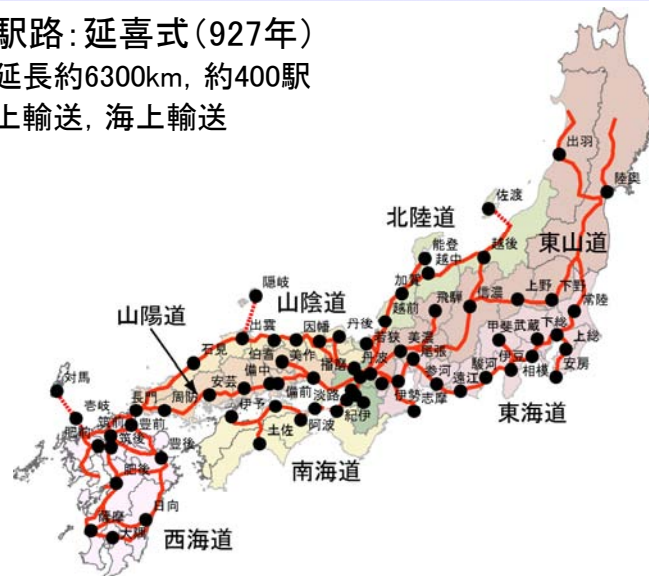 駅路：延喜式（927年）
延長約6300km，約400駅
上輸送，海上輸送
出羽
陸奥
佐渡
北陸道
能登
越中
越後
東山道
加賀
飛騨
信濃
上野
下野
常陸
隠岐
山陰道
山陽道
越前
丹後
若狭
美濃
甲斐
武蔵
下総
上総
出雲
因幡
石見
伯耆
美作
播磨
丹波
尾張
駿河
伊豆
相模
安房
参河
遠江
備中
安芸
備前
淡路
伊勢
志摩
東海道
対馬
壱岐
長門
周防
伊予
紀伊
阿波
土佐
南海道
筑前
豊前
肥前
筑後
豊後
肥後
日向
薩摩
大隅
西海道